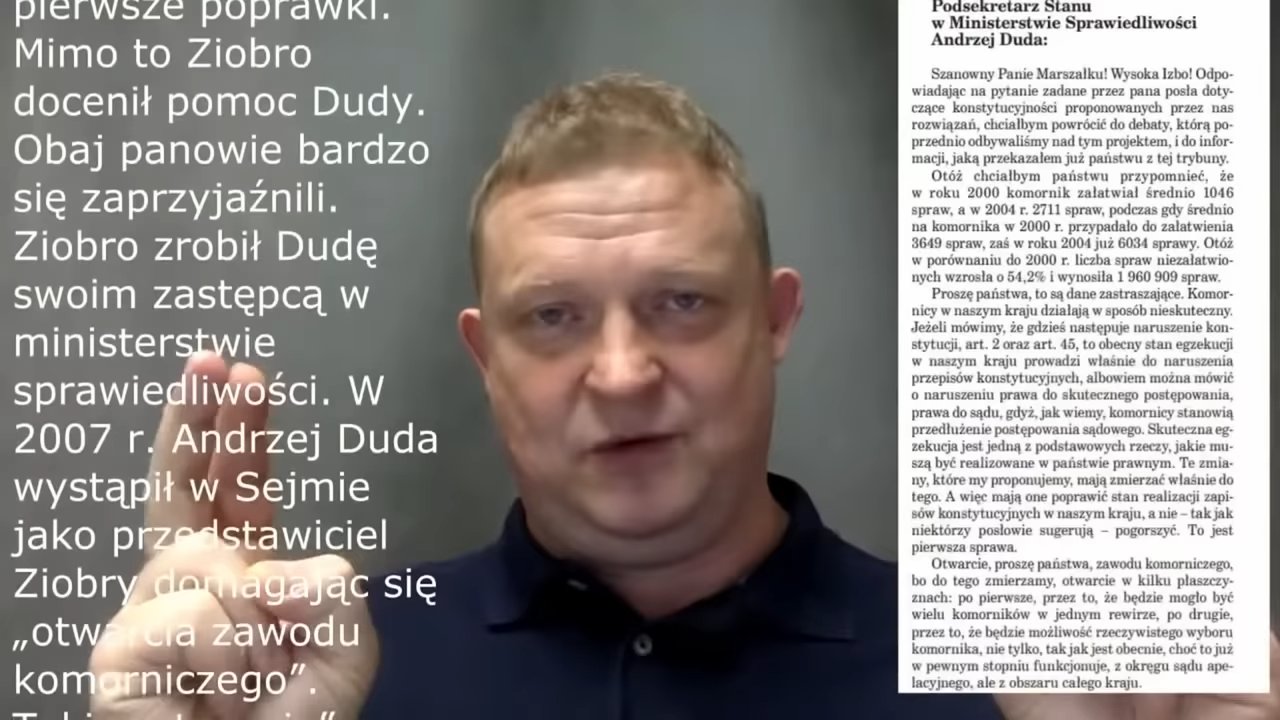 pierwsze poprawki.
Mimo to Ziobro
docenił pomoc Dudy.
Obaj panowie bardzo
się zaprzyjaźnili.
Ziobro zrobił Dudę
swoim zastępcą w
ministerstwie
sprawiedliwości. W
2007 r. Andrzej Duda
wystąpił w Sejmie
jako przedstawiciel
Ziobry domagając się
„otwarcia zawodu
komorniczego”.
Podsekretarz Stanu
w Ministerstwie Sprawiedliwości
Andrzej Duda:
Szanowny Panie Marszałku! Wysoka Izbo! Odpo-
wiadając na pytanie zadane przez pana posła doty-
czące konstytucyjności proponowanych przez nas
rozwiązań, chciałbym powrócić do debaty, którą po-
przednio odbywaliśmy nad tym projektem, i do infor-
macji, jaką przekazałem już państwu z tej trybuny.
Otóż chciałbym państwu przypomnieć, że
w roku 2000 komornik załatwiał średnio 1046
spraw, a w 2004 r. 2711 spraw, podczas gdy średnio
na komornika w 2000 r. przypadało do załatwienia
3649 spraw, zaś w roku 2004 już 6034 sprawy. Otóż
w porównaniu do 2000 r. liczba spraw niezałatwio-
nych wzrosła o 54,2% i wynosiła 1 960 909 spraw.
Proszę państwa, to są dane zastraszające. Komor-
nicy w naszym kraju działają w sposób nieskuteczny.
Jeżeli mówimy, że gdzieś następuje naruszenie kon-
stytucji, art. 2 oraz art. 45, to obecny stan egzekucji
w naszym kraju prowadzi właśnie do naruszenia
przepisów konstytucyjnych, albowiem można mówić
o naruszeniu prawa do skutecznego postępowania,
prawa do sądu, gdyż, jak wiemy, komornicy stanowią
przedłużenie postępowania sądowego. Skuteczna eg-
zekucja jest jedną z podstawowych rzeczy, jakie mu-
szą być realizowane w państwie prawnym. Te zmia-
ny, które my proponujemy, mają zmierzać właśnie do
tego. A więc mają one poprawić stan realizacji zapi-
sów konstytucyjnych w naszym kraju, a nie – tak jak
niektórzy posłowie sugerują – pogorszyć. To jest
pierwsza sprawa.
Otwarcie, proszę państwa, zawodu komorniczego,
bo do tego zmierzamy, otwarcie w kilku płaszczy-
znach: po pierwsze, przez to, że będzie mogło być
wielu komorników w jednym rewirze, po drugie,
przez to, że będzie możliwość rzeczywistego wyboru
komornika, nie tylko, tak jak jest obecnie, choć to już
w pewnym stopniu funkcjonuje, z okręgu sądu ape-
lacyjnego, ale z obszaru całego kraju.